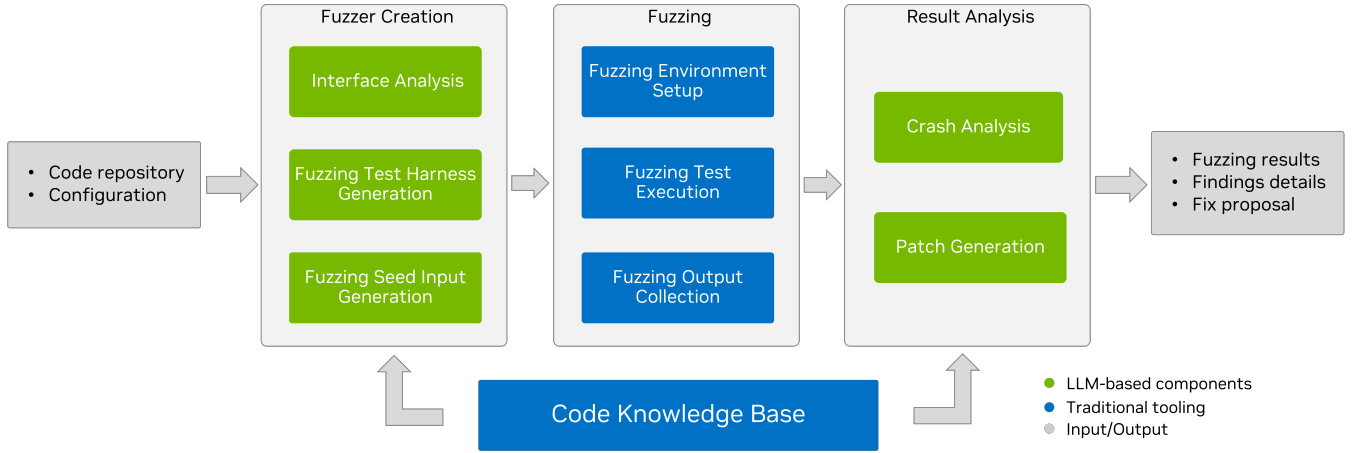 Fuzzer Creation
Interface Analysis
Fuzzing Test Harness
Generation
Fuzzing Seed Input
Generation
Fuzzing
Fuzzing Environment
Setup
Fuzzing Test
Execution
Fuzzing Output
Collection
Result Analysis
Crash Analysis
Patch Generation
• Code repository
• Configuration
• Fuzzing results
• Findings details
• Fix proposal
Code Knowledge Base
LLM-based components
Traditional tooling
Input/Output